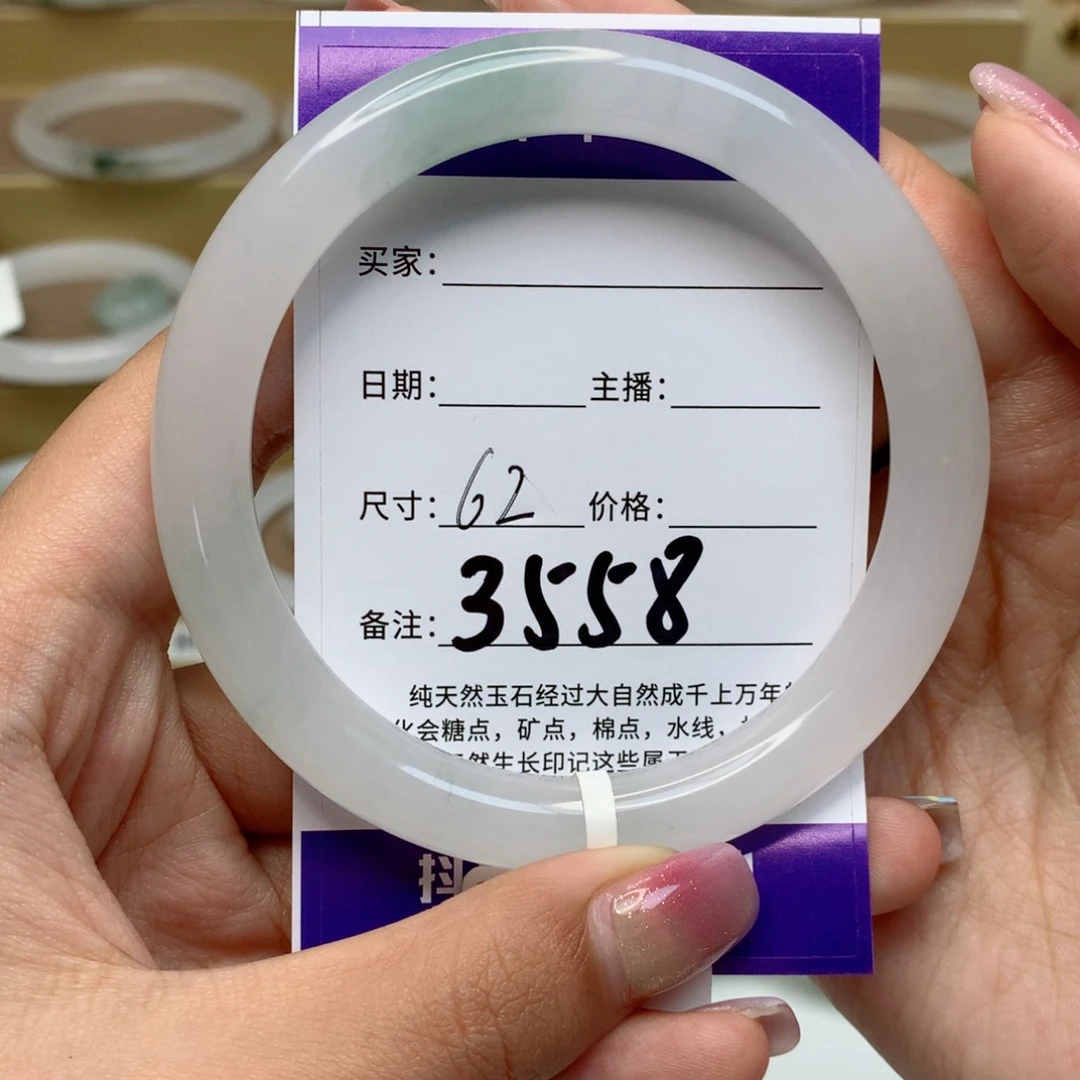 买家：
日期： 主播：
尺寸：62 价格：
备注：3558
纯天然玉石经过大自然成千上万年
化会糖点，矿点，棉点，水线，
然生长印记这些属于
抖